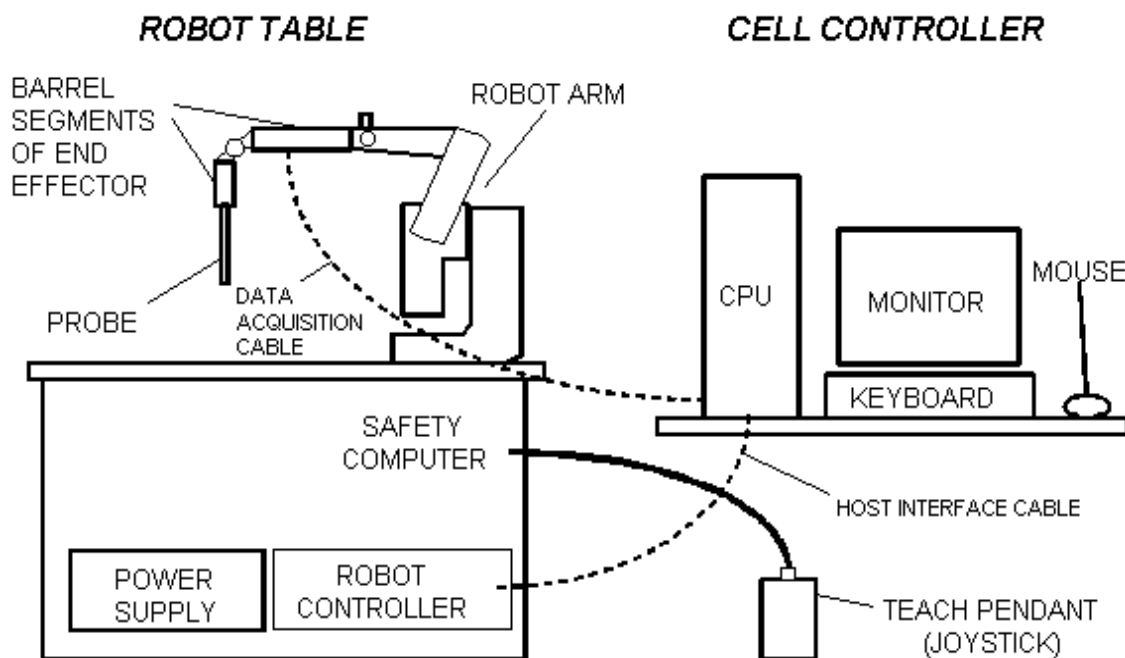 ROBOT TABLE
CELL CONTROLLER
BARREL
SEGMENTS
OF END
EFFECTOR
ROBOT ARM
PROBE
DATA
ACQUISITION
CABLE
CPU
MONITOR
MOUSE
KEYBOARD
SAFETY
COMPUTER
HOST INTERFACE CABLE
POWER
SUPPLY
ROBOT
CONTROLLER
TEACH PENDANT
(JOYSTICK)